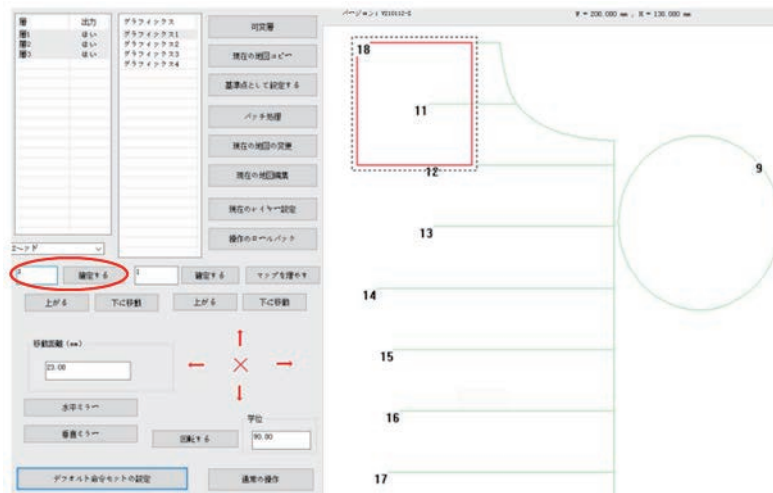 バージョン: V210112-S
W = 200.000 mm , H = 130.000 mm
層 出力
層1 はい
層2 はい
層3 はい
グラフィックス
グラフィックス1
グラフィックス2
グラフィックス3
グラフィックス4
可変層
現在の地図コピー
基準点として設定する
バッチ処理
現在の地図の変更
現在の地図編集
現在のレイヤー設定
操作のロールバック
2ヘッド
確定する
1
確定する
マップを増やす
上がる
下に移動
上がる
下に移動
移動距離 (mm)
23.00
水平ミラー
垂直ミラー
回転する
学位
90.00
デフォルト命令セットの設定
通常の操作
18
11
12
9
13
14
15
16
17